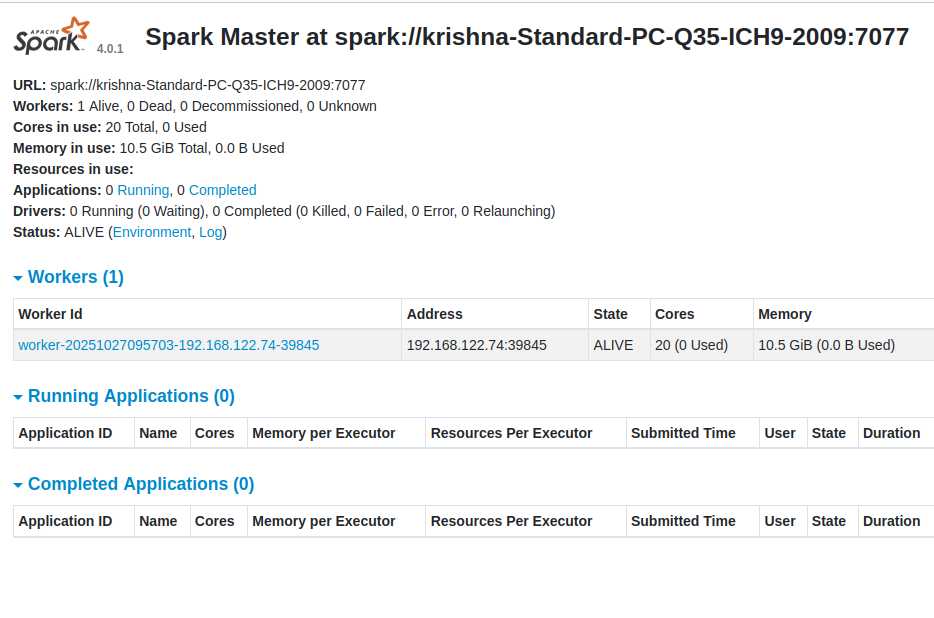 APACHE
Spark 4.0.1 Spark Master at spark://krishna-Standard-PC-Q35-ICH9-2009:7077
URL: spark://krishna-Standard-PC-Q35-ICH9-2009:7077
Workers: 1 Alive, 0 Dead, 0 Decommissioned, 0 Unknown
Cores in use: 20 Total, 0 Used
Memory in use: 10.5 GiB Total, 0.0 B Used
Resources in use:
Applications: 0 Running, 0 Completed
Drivers: 0 Running (0 Waiting), 0 Completed (0 Killed, 0 Failed, 0 Error, 0 Relaunching)
Status: ALIVE (Environment, Log)
Workers (1)
Worker Id Address State Cores Memory
worker-20251027095703-192.168.122.74-39845 192.168.122.74:39845 ALIVE 20 (0 Used) 10.5 GiB (0.0 B Used)
Running Applications (0)
Application ID Name Cores Memory per Executor Resources Per Executor Submitted Time User State Duration
Completed Applications (0)
Application ID Name Cores Memory per Executor Resources Per Executor Submitted Time User State Duration